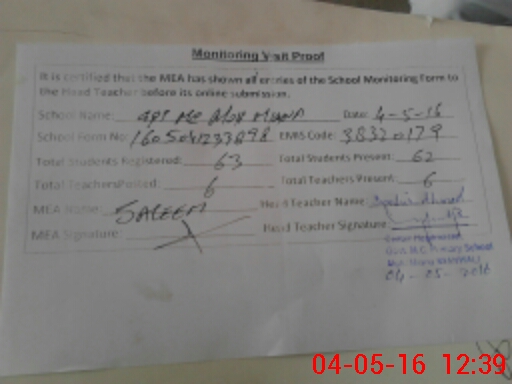 Monitoring Visit Proof
It is certified that the MEA has shown all entries of the School Monitoring Form to
the Head Teacher before its online submission.
School Name: Date: 4-5-16
School Form No: EMIS Code: 38320179
Total Students Registered: 63 Total Students Present: 62
Total Teachers Posted: 6 Total Teachers Present: 6
MEA Name: SALEEM Head Teacher Name:
MEA Signature: Head Teacher Signature:
Primary School
04-05-2016
04-05-16 12:39